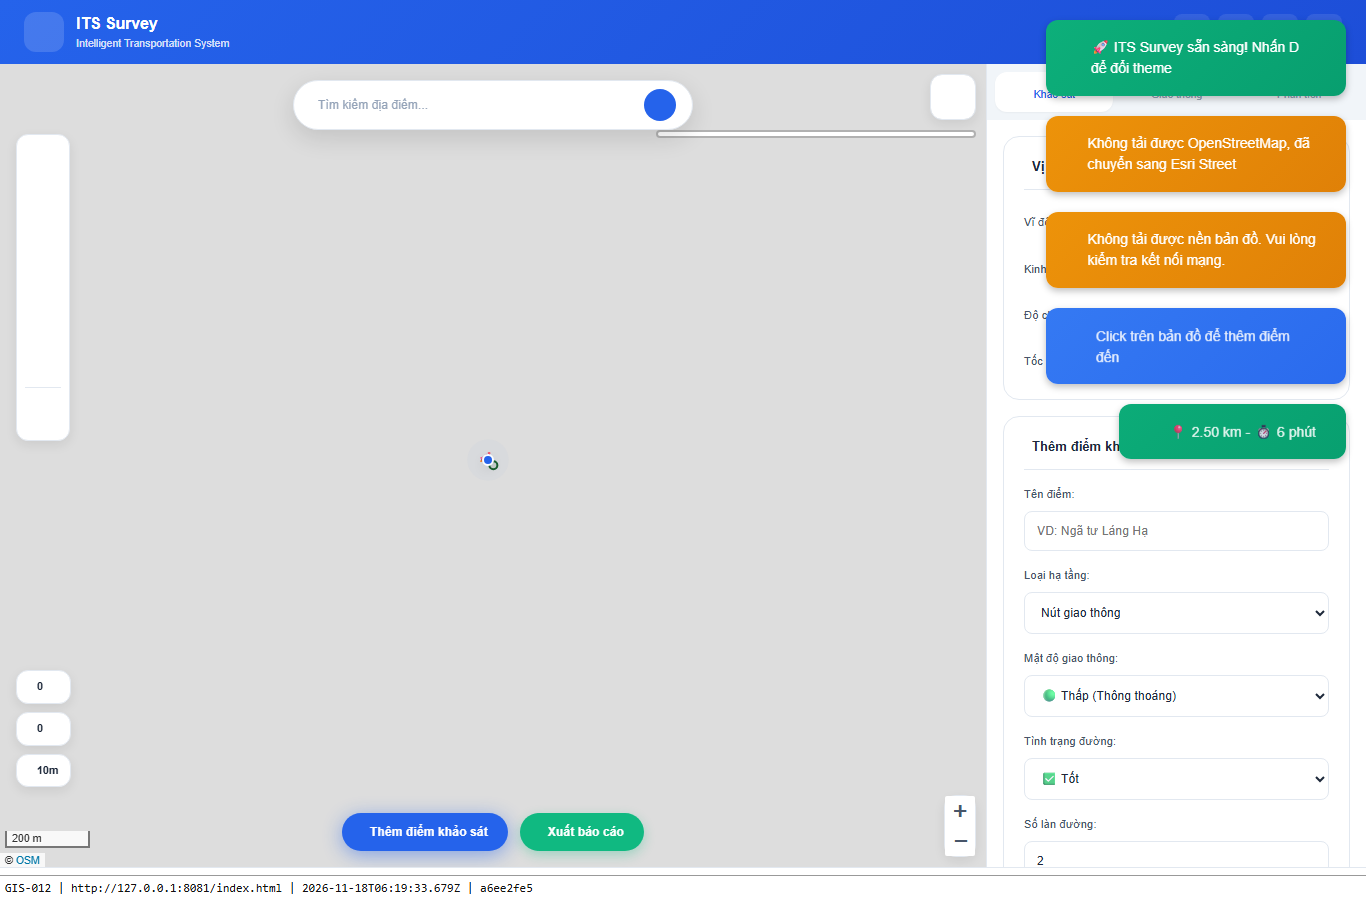 ITS Survey
Intelligent Transportation System
🚀 ITS Survey sẵn sàng! Nhấn D
để đổi theme
Tìm kiếm địa điểm...
Không tải được OpenStreetMap, đã
chuyển sang Esri Street
Không tải được nền bản đồ. Vui lòng
kiểm tra kết nối mạng.
Click trên bản đồ để thêm điểm
đến
📍 2.50 km - ⏱️ 6 phút
Vĩ
Kinh
Độ
Tốc
Thêm điểm
Tên điểm:
VD: Ngã tư Láng Hạ
Loại hạ tầng:
Nút giao thông
Mật độ giao thông:
🟢 Thấp (Thông thoáng)
Tình trạng đường:
✅ Tốt
Số làn đường:
2
0
0
10m
+
−
Thêm điểm khảo sát
Xuất báo cáo
200 m
© OSM
GIS-012 | http://127.0.0.1:8081/index.html | 2026-11-18T06:19:33.679Z | a6ee2fe5